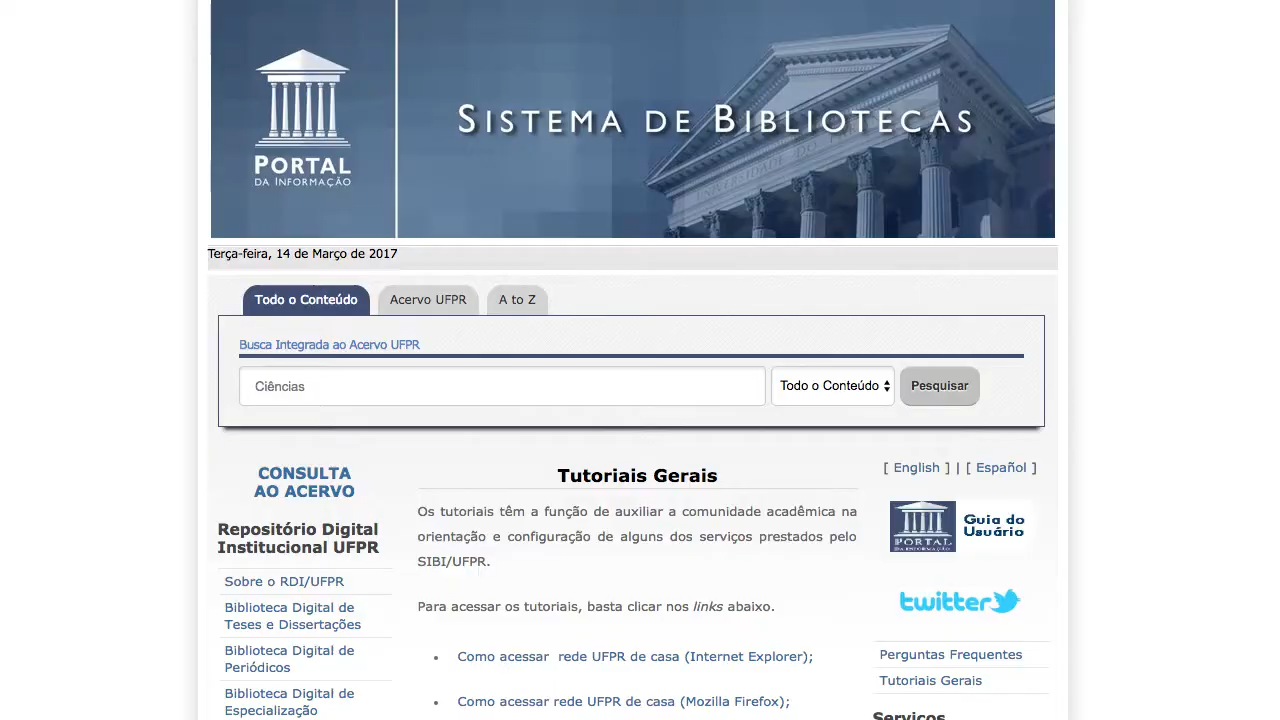 PORTAL
DA INFORMAÇÃO
SISTEMA DE BIBLIOTECAS
Terça-feira, 14 de Março de 2017
Todo o Conteúdo
Acervo UFPR
A to Z
Busca Integrada ao Acervo UFPR
Ciências
Todo o Conteúdo
Pesquisar
CONSULTA
AO ACERVO
Repositório Digital
Institucional UFPR
Sobre o RDI/UFPR
Biblioteca Digital de
Teses e Dissertações
Biblioteca Digital de
Periódicos
Biblioteca Digital de
Especialização
Tutoriais Gerais
Os tutoriais têm a função de auxiliar a comunidade acadêmica na
orientação e configuração de alguns dos serviços prestados pelo
SIBI/UFPR.
Para acessar os tutoriais, basta clicar nos links abaixo.
• Como acessar rede UFPR de casa (Internet Explorer);
• Como acessar rede UFPR de casa (Mozilla Firefox);
[ English ] | [ Español ]
PORTAL
DA INFORMAÇÃO
Guia do
Usuário
twitter
Perguntas Frequentes
Tutoriais Gerais
Serviços